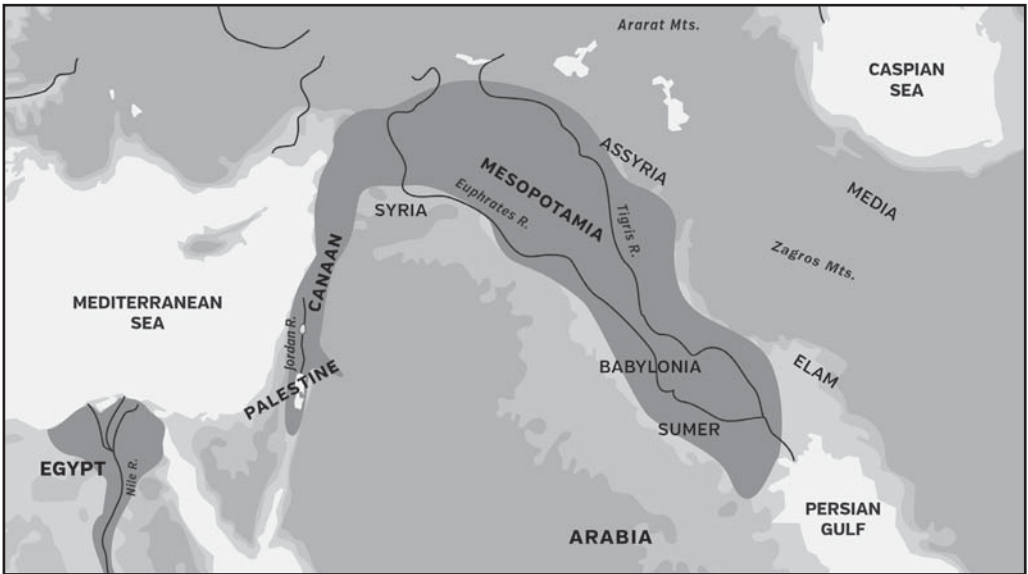 Ararat Mts.
CASPIAN
SEA
ASSYRIA
MESOPOTAMIA
MEDIA
SYRIA
Euphrates R.
Tigris R.
CANAAN
Zagros Mts.
MEDITERRANEAN
SEA
Jordan R.
BABYLONIA
ELAM
PALESTINE
SUMER
EGYPT
Nile R.
PERSIAN
GULF
ARABIA